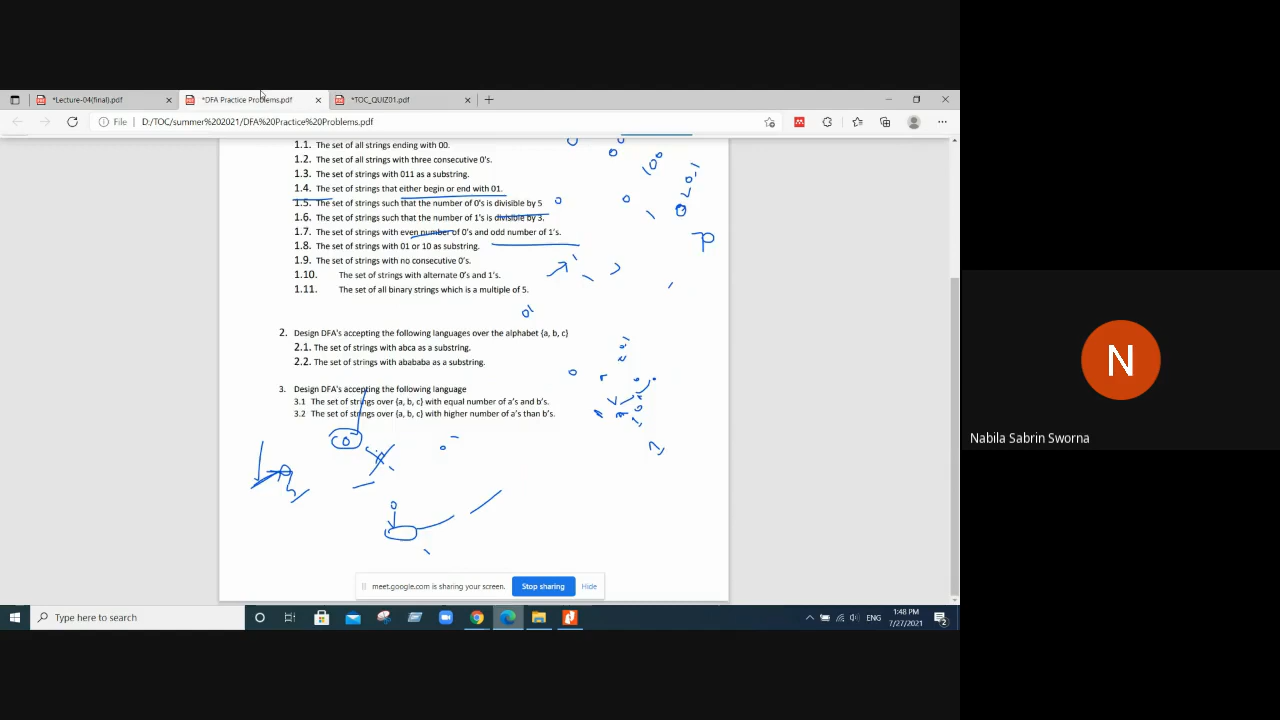 *Lecture-04(final).pdf
*DFA Practice Problems.pdf
*TOC_QUIZ01.pdf
File D:/TOC/summer%202021/DFA%20Practice%20Problems.pdf
1.1. The set of all strings ending with 00.
1.2. The set of all strings with three consecutive 0's.
1.3. The set of strings with 011 as a substring.
1.4. The set of strings that either begin or end with 01.
1.5. The set of strings such that the number of 0's is divisible by 5
1.6. The set of strings such that the number of 1's is divisible by 3.
1.7. The set of strings with even number of 0's and odd number of 1's.
1.8. The set of strings with 01 or 10 as substring.
1.9. The set of strings with no consecutive 0's.
1.10. The set of strings with alternate 0's and 1's.
1.11. The set of all binary strings which is a multiple of 5.
2. Design DFA's accepting the following languages over the alphabet {a, b, c}
2.1. The set of strings with abca as a substring.
2.2. The set of strings with abababa as a substring.
3. Design DFA's accepting the following language
3.1 The set of strings over {a, b, c} with equal number of a's and b's.
3.2 The set of strings over {a, b, c} with higher number of a's than b's.
meet.google.com is sharing your screen.
Stop sharing
Hide
Type here to search
ENG
1:48 PM
7/27/2021
2
N
Nabila Sabrin Sworna